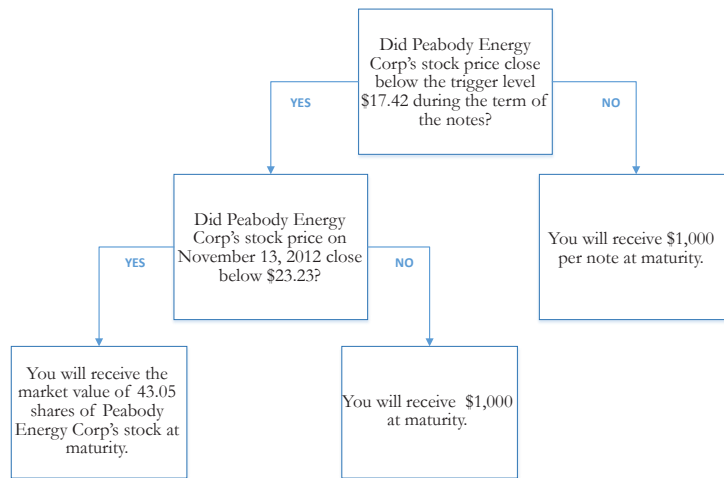 Did Peabody Energy
Corp's stock price close
below the trigger level
$17.42 during the term of
the notes?
YES
NO
Did Peabody Energy
Corp's stock price on
November 13, 2012 close
below $23.23?
You will receive $1,000
per note at maturity.
YES
NO
You will receive the
market value of 43.05
shares of Peabody
Energy Corp's stock at
maturity.
You will receive $1,000
at maturity.